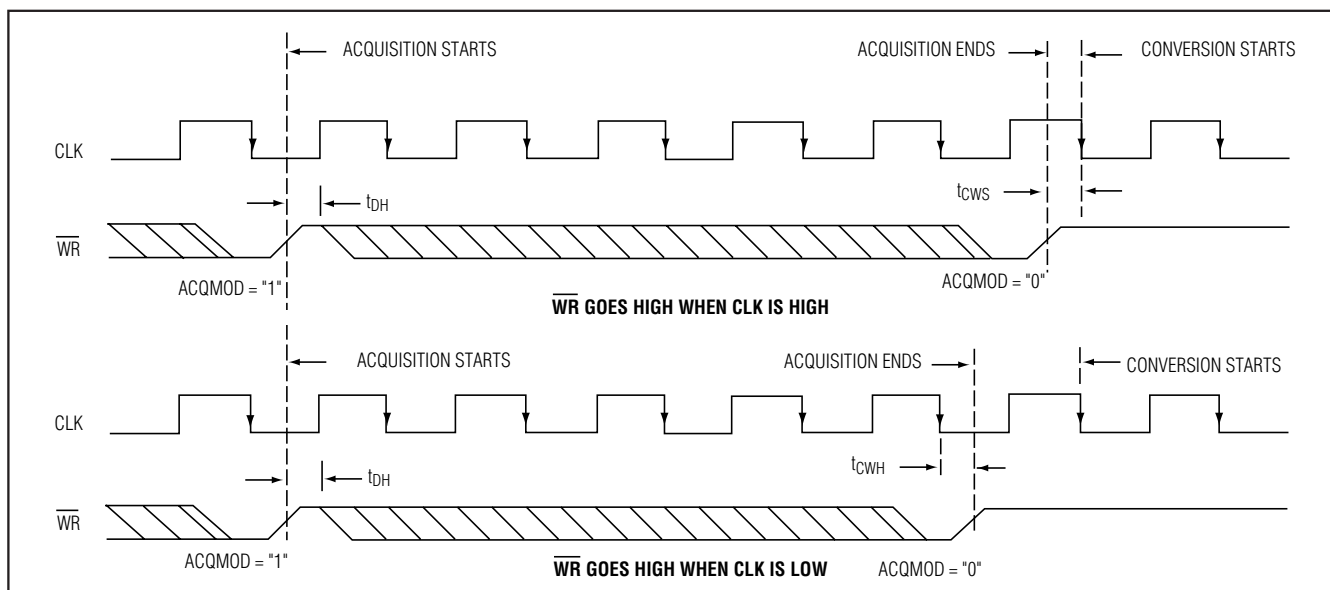 ACQUISITION STARTS
ACQUISITION ENDS
CONVERSION STARTS
CLK
tDH
tCWS
WR
ACQMOD = "1"
ACQMOD = "0"
WR GOES HIGH WHEN CLK IS HIGH
ACQUISITION STARTS
ACQUISITION ENDS
CONVERSION STARTS
CLK
tDH
tCWH
WR
ACQMOD = "1"
WR GOES HIGH WHEN CLK IS LOW
ACQMOD = "0"